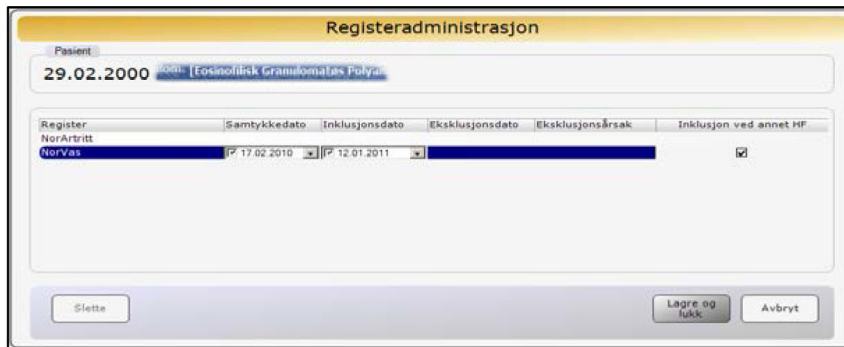 Registeradministrasjon
Pasient
29.02.2000 [Eosinofilisk Granulomatøs
Register Samtykkedato Inklusjonsdato Eksklusjonsdato Eksklusjonsårsak Inklusjon ved annet HF
NorArtritt
NorVas 17.02.2010 12.01.2011
Slette Lagre og lukk Avbryt